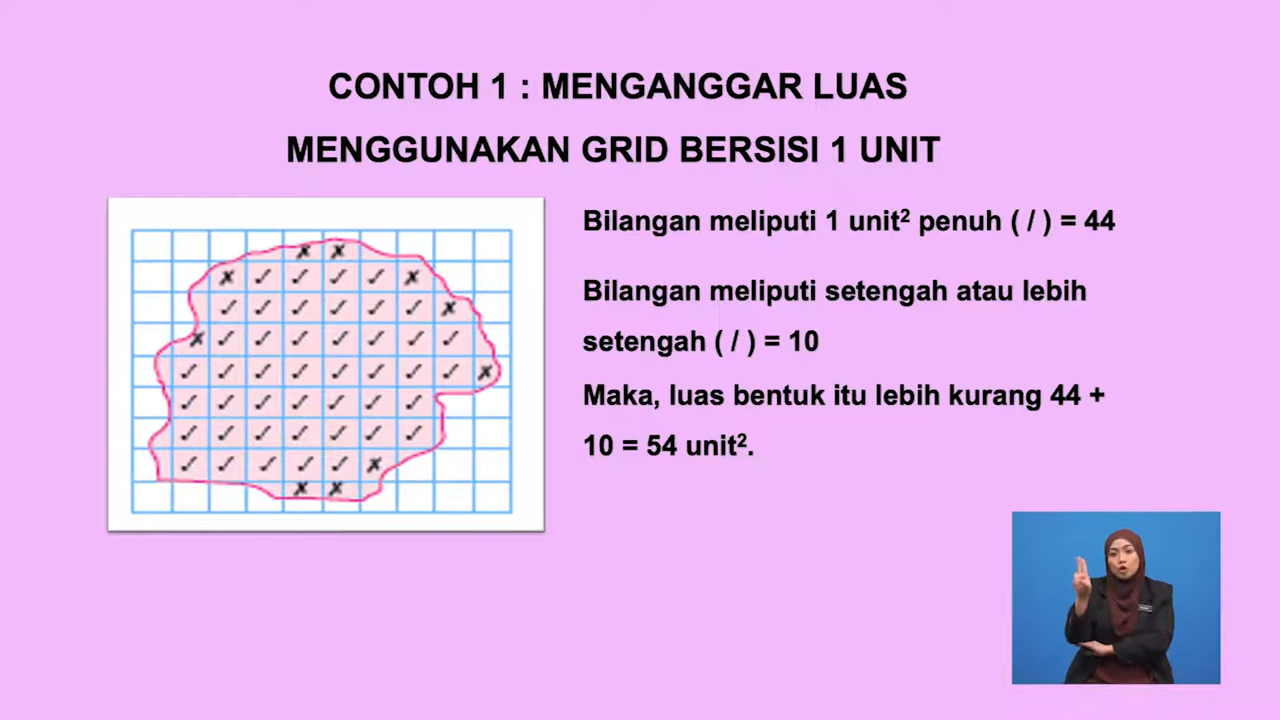 CONTOH 1 : MENGANGGAR LUAS
MENGGUNAKAN GRID BERSISI 1 UNIT
Bilangan meliputi 1 unit² penuh ( / ) = 44
Bilangan meliputi setengah atau lebih
setengah ( / ) = 10
Maka, luas bentuk itu lebih kurang 44 +
10 = 54 unit².